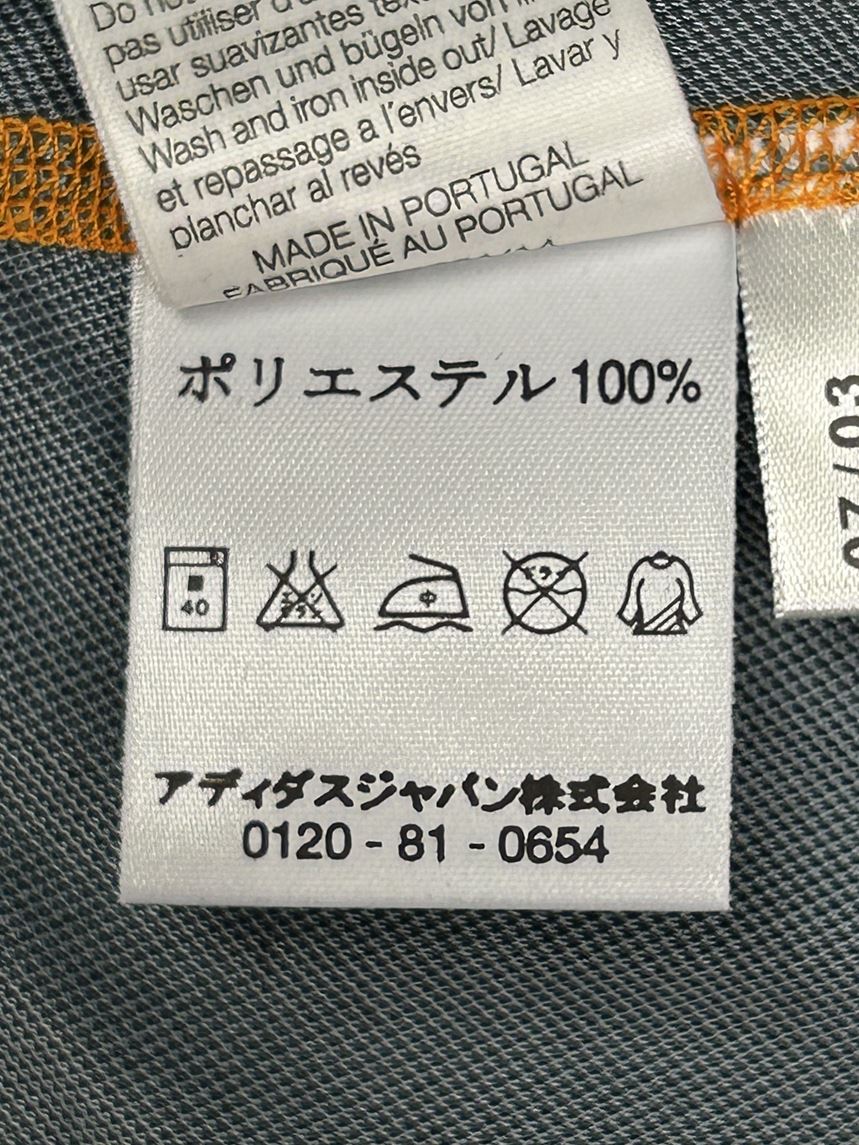 Do not
pas utiliser d'a
usar suavizantes tex
Waschen und bügeln von
Wash and iron inside out/ Lavage
et repassage a l'envers/ Lavar y
planchar al revés
MADE IN PORTUGAL
FABRIQUÉ AU PORTUGAL
ポリエステル 100%
40
アディダスジャパン株式会社
0120 - 81 - 0654
07/03